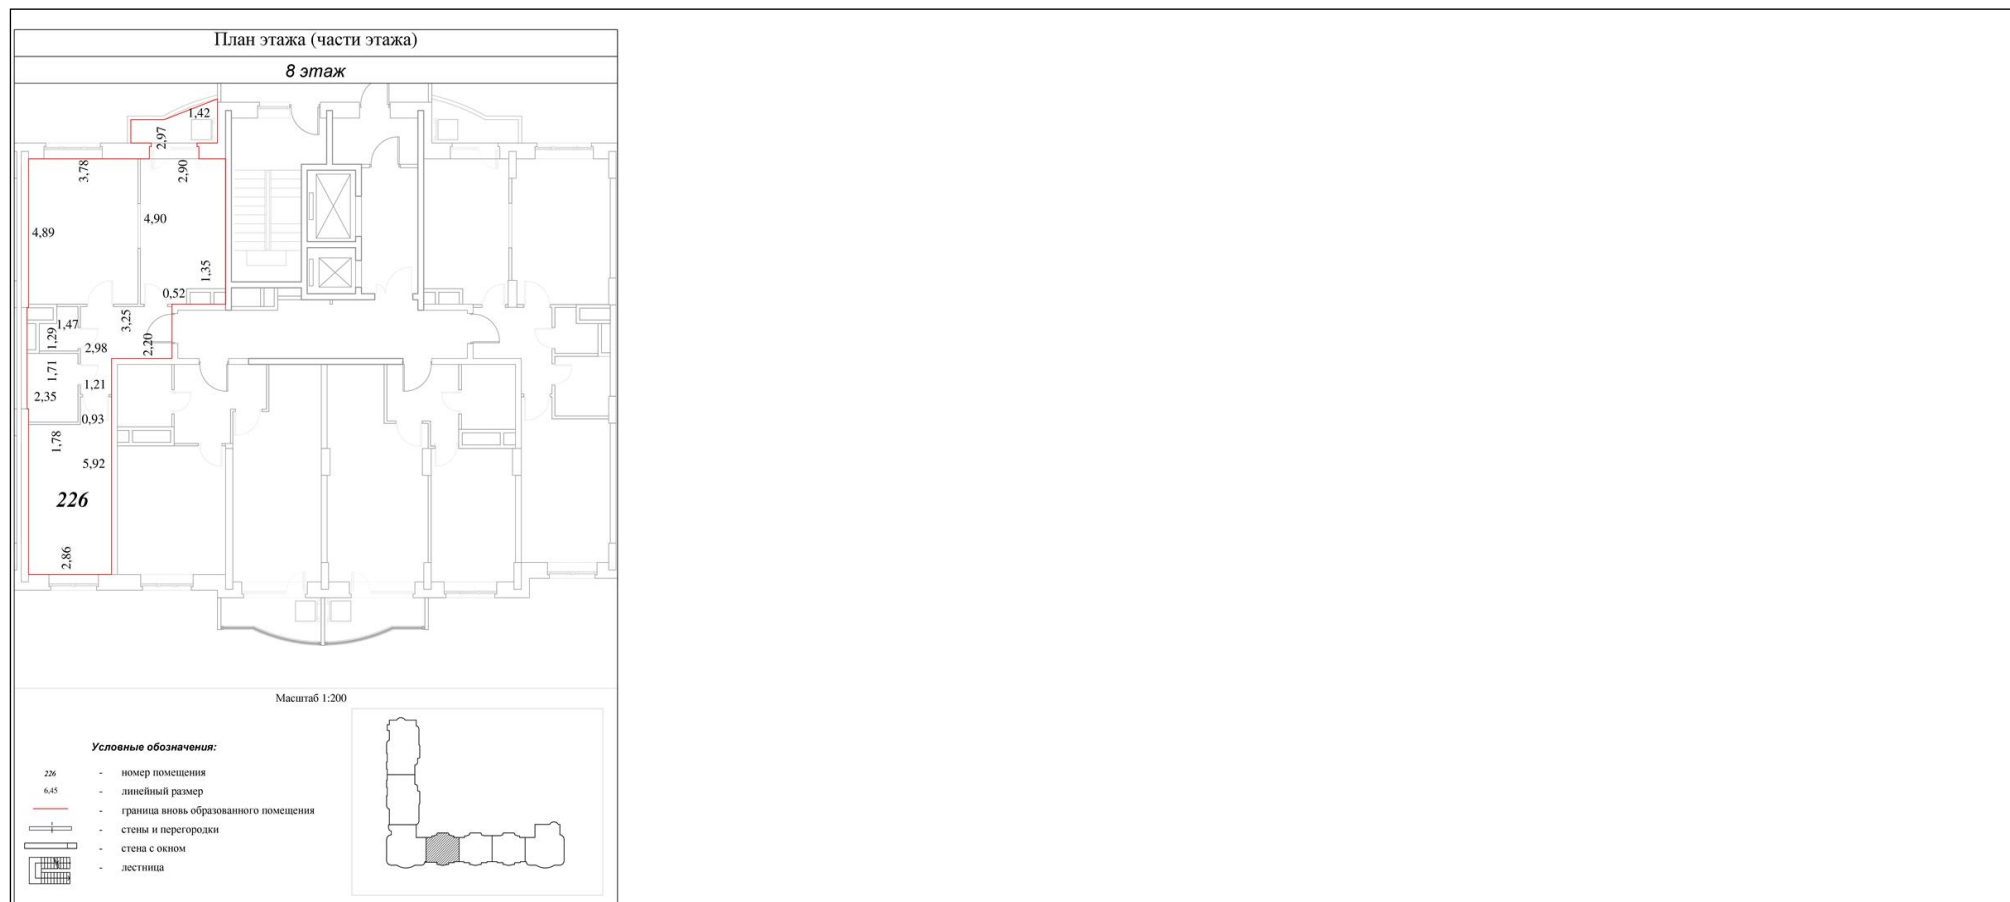 План этажа (части этажа)
8 этаж
1,42
2,97
3,78
2,90
4,90
4,89
1,35
0,52
1,47
3,25
1,29
2,98
2,20
1,71
1,21
2,35
0,93
1,78
5,92
226
2,86
Масштаб 1:200
Условные обозначения:
226 - номер помещения
6,45 - линейный размер
- граница вновь образованного помещения
- стены и перегородки
- стена с окном
- лестница